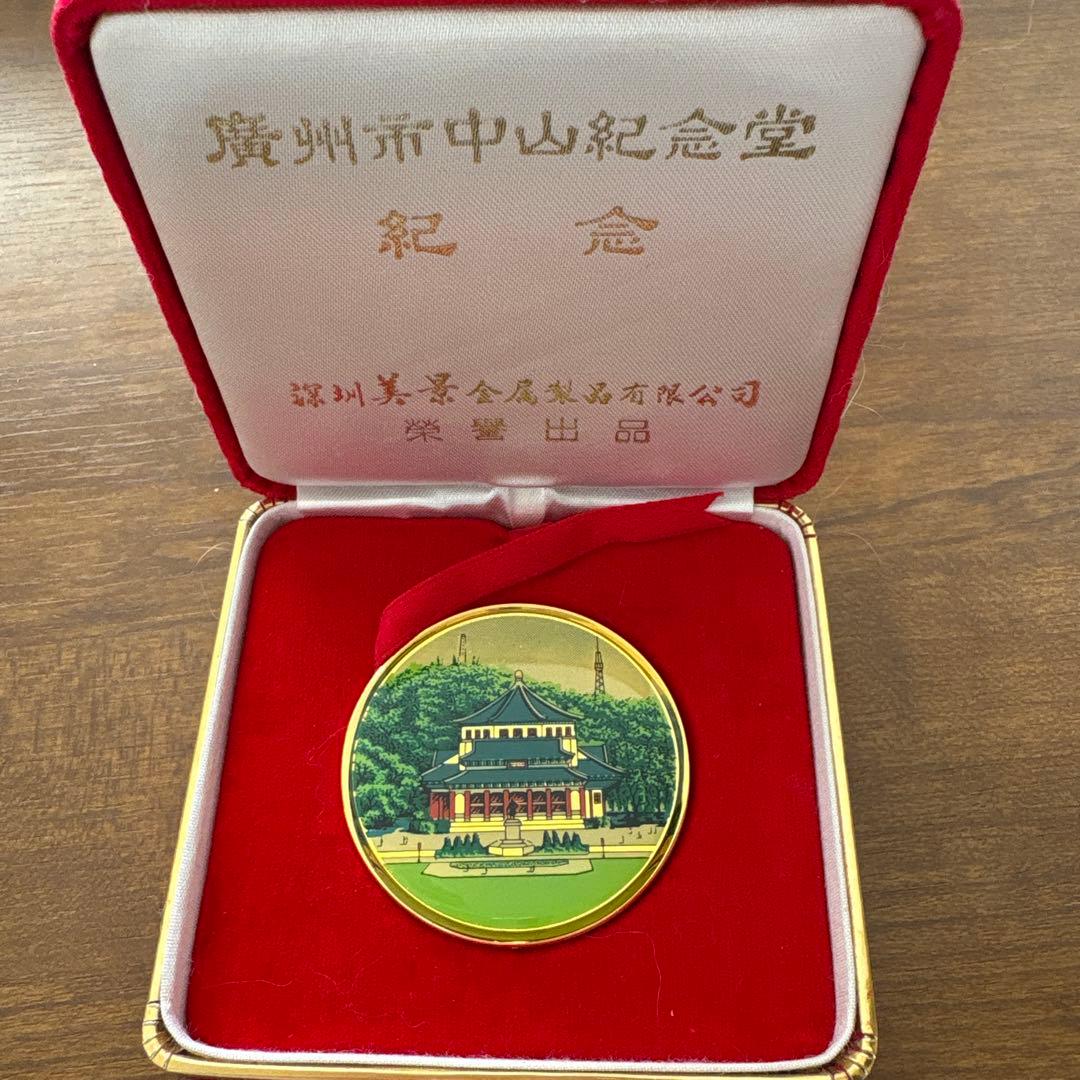 廣州市中山紀念堂
紀念
深圳美景金属製品有限公司
榮譽出品